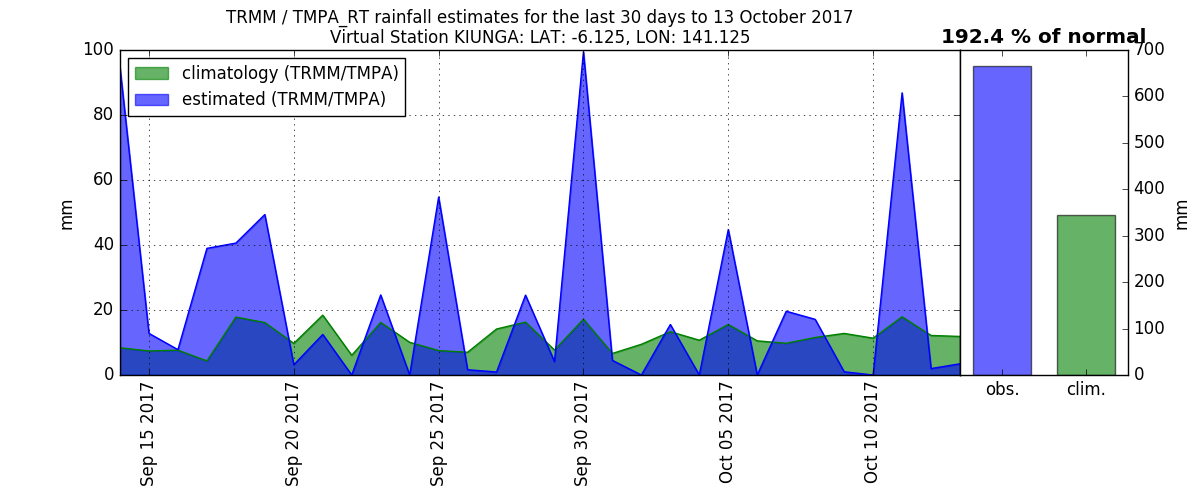 TRMM / TMPA_RT rainfall estimates for the last 30 days to 13 October 2017
Virtual Station KIUNGA: LAT: -6.125, LON: 141.125
192.4 % of normal
climatology (TRMM/TMPA)
estimated (TRMM/TMPA)
mm
100
80
60
40
20
0
Sep 15 2017
Sep 20 2017
Sep 25 2017
Sep 30 2017
Oct 05 2017
Oct 10 2017
700
600
500
400
300
200
100
0
mm
obs.
clim.